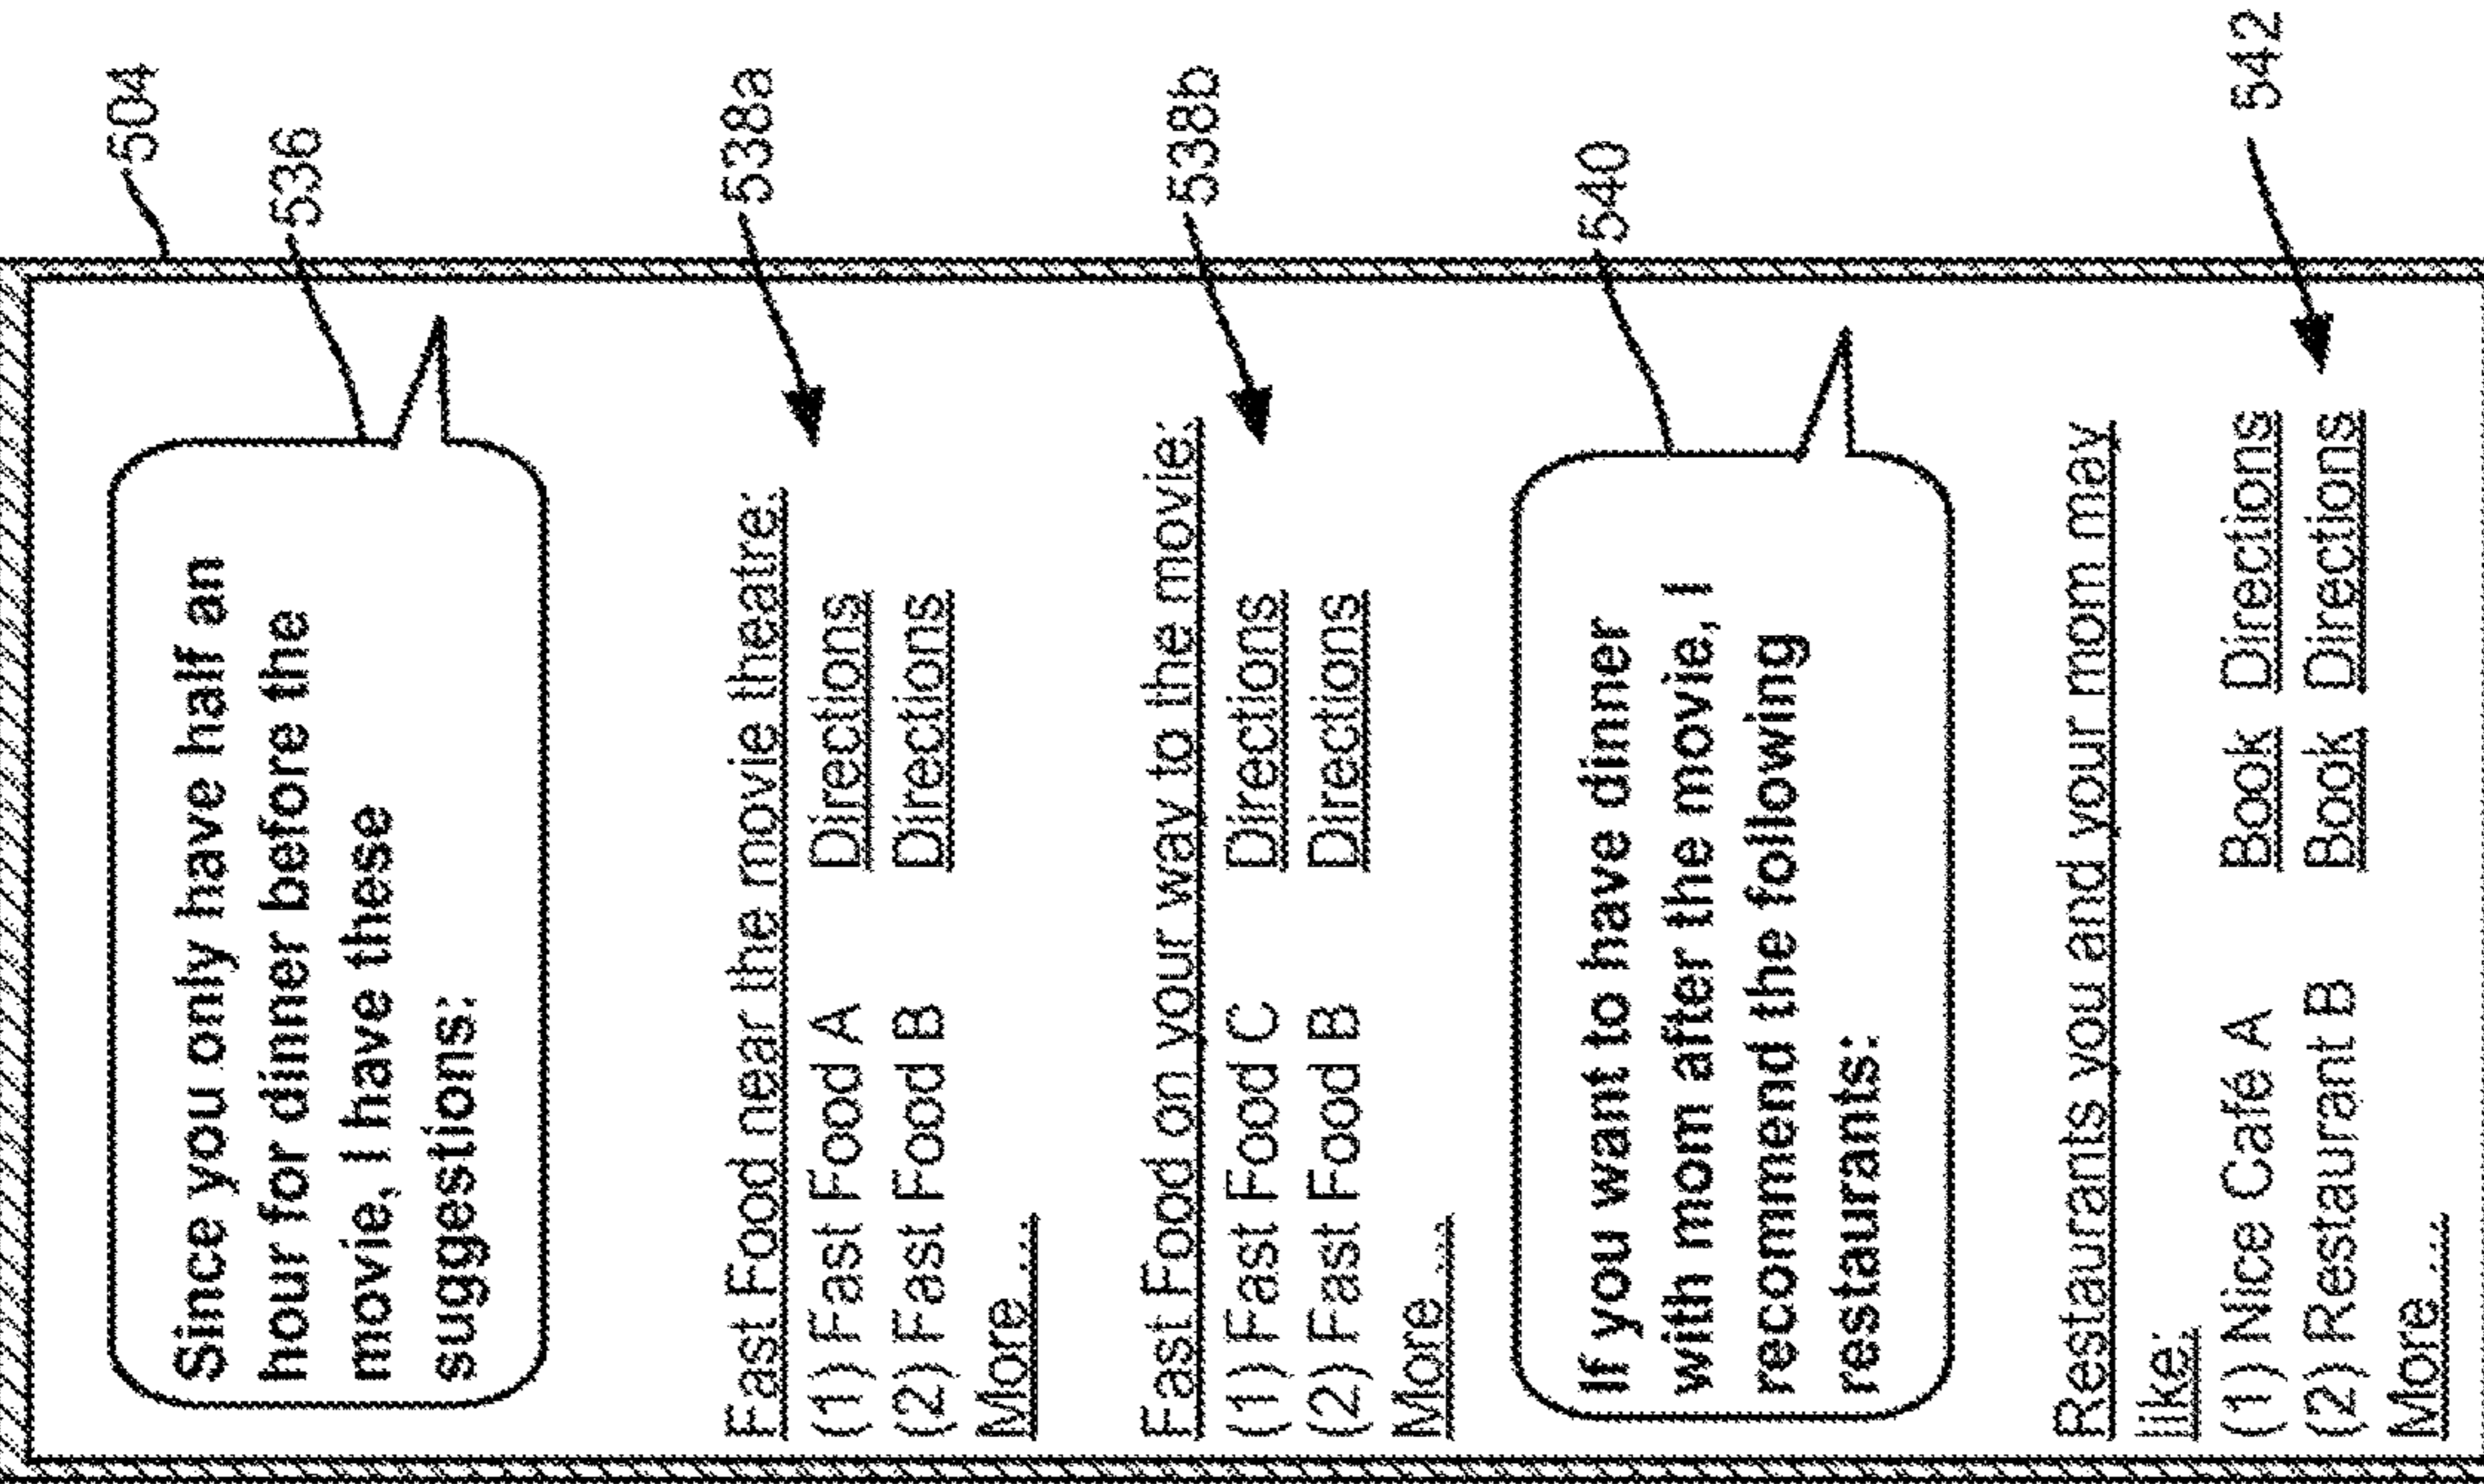 504
536
Since you only have half an
hour for dinner before the
movie, I have these
suggestions:
538a
Fast Food near the movie theatre:
(1) Fast Food A Directions
(2) Fast Food B Directions
More ...
538b
Fast Food on your way to the movie:
(1) Fast Food C Directions
(2) Fast Food B Directions
More ...
540
If you want to have dinner
with mom after the movie, I
recommend the following
restaurants:
542
Restaurants you and your mom may
like:
(1) Nice Café A Book Directions
(2) Restaurant B Book Directions
More ...